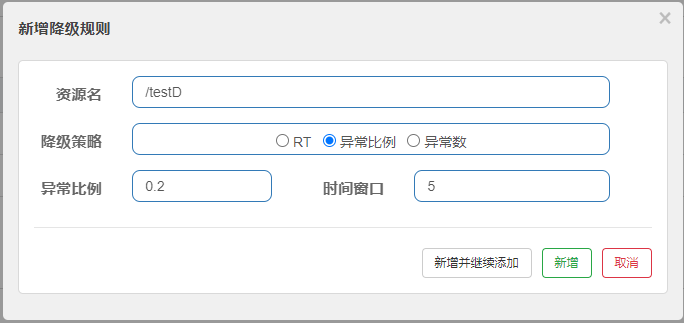 新增降级规则
×
资源名 /testD
降级策略 RT 异常比例 异常数
异常比例 0.2 时间窗口 5
新增并继续添加 新增 取消